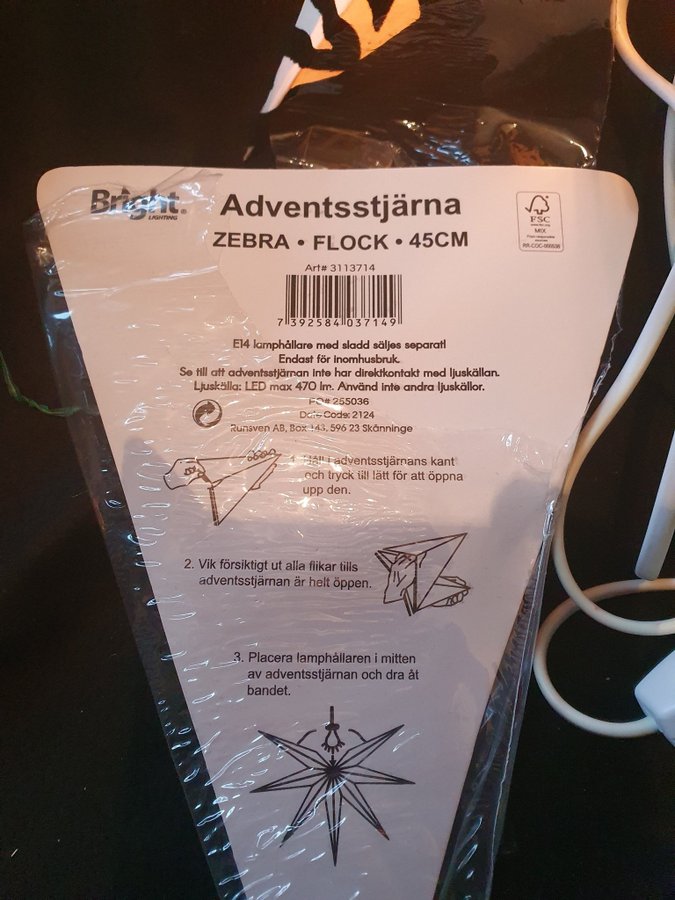 Bright
LIGHTING
Adventsstjärna
ZEBRA • FLOCK • 45CM
FSC
MIX
Art# 3113714
7 392584 037149
E14 lamphållare med sladd säljes separat!
Endast för inomhusbruk.
Se till att adventsstjärnan inte har direktkontakt med ljuskällan.
Ljuskälla: LED max 470 lm. Använd inte andra ljuskällor.
PO# 255036
Date Code: 2124
Runsven AB, Box 143, 596 23 Skänninge
1. Håll i adventsstjärnans kant
och tryck till lätt för att öppna
upp den.
2. Vik försiktigt ut alla flikar tills
adventsstjärnan är helt öppen.
3. Placera lamphållaren i mitten
av adventsstjärnan och dra åt
bandet.